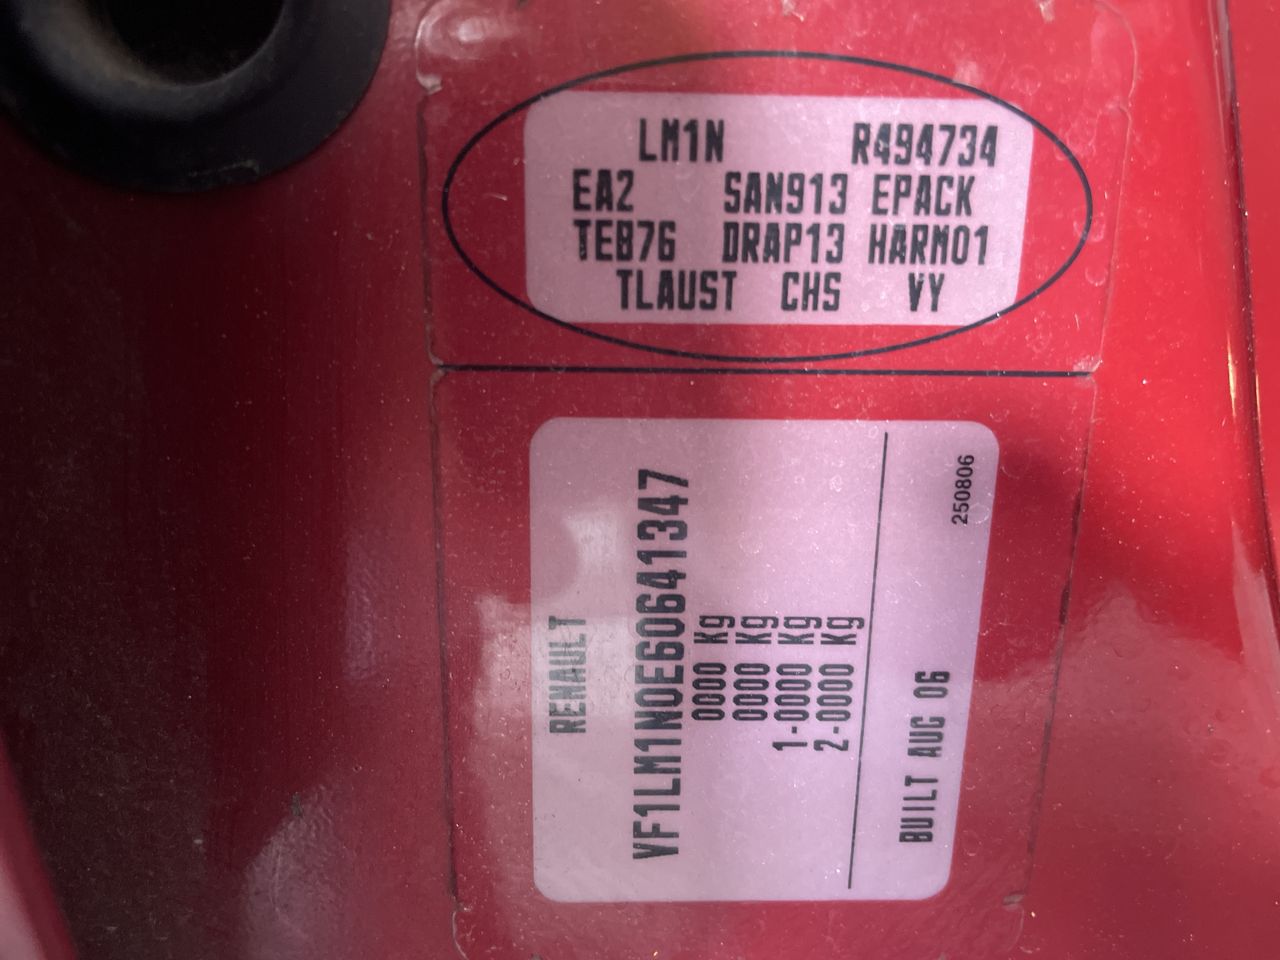 LM1N R494734
EA2 SAN913 EPACK
TEB76 DRAP13 HARM01
TLAUST CHS VY
RENAULT
VF1LM1N0E6O641347
0000 Kg
0000 Kg
1-0000 Kg
2-0000 Kg
BUILT AUG 06
250806